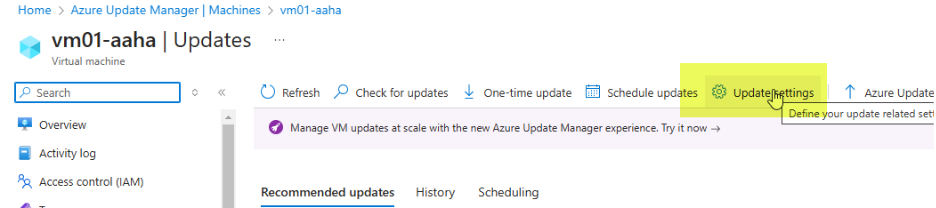 Home > Azure Update Manager | Machines > vm01-aaha
vm01-aaha | Updates ...
Virtual machine
Search
Refresh Check for updates One-time update Schedule updates Update settings Azure Update
Define your update related sett
Manage VM updates at scale with the new Azure Update Manager experience. Try it now →
Overview
Activity log
Access control (IAM)
Recommended updates History Scheduling